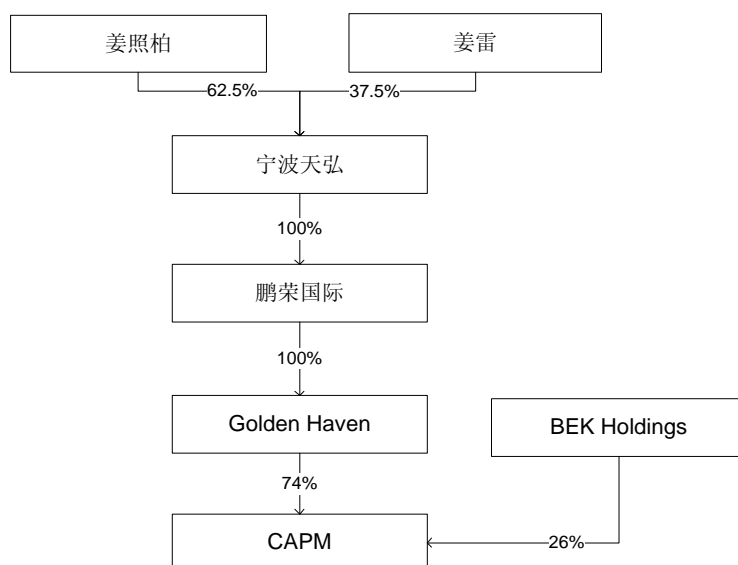 姜照柏
姜雷
62.5%
37.5%
宁波天弘
100%
鹏荣国际
100%
Golden Haven
BEK Holdings
74%
CAPM
26%